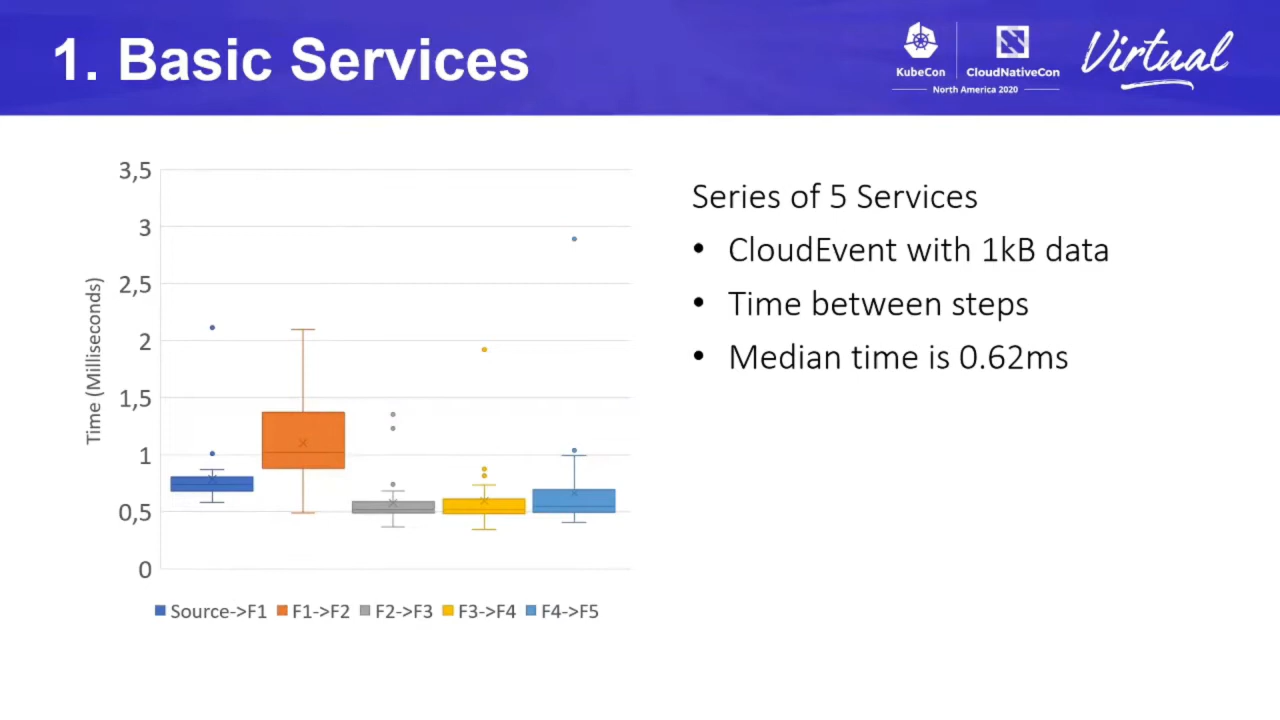 1. Basic Services
KubeCon
CloudNativeCon
North America 2020
Virtual
3,5
3
2,5
2
1,5
1
0,5
0
Time (Milliseconds)
Source->F1 F1->F2 F2->F3 F3->F4 F4->F5
Series of 5 Services
• CloudEvent with 1kB data
• Time between steps
• Median time is 0.62ms